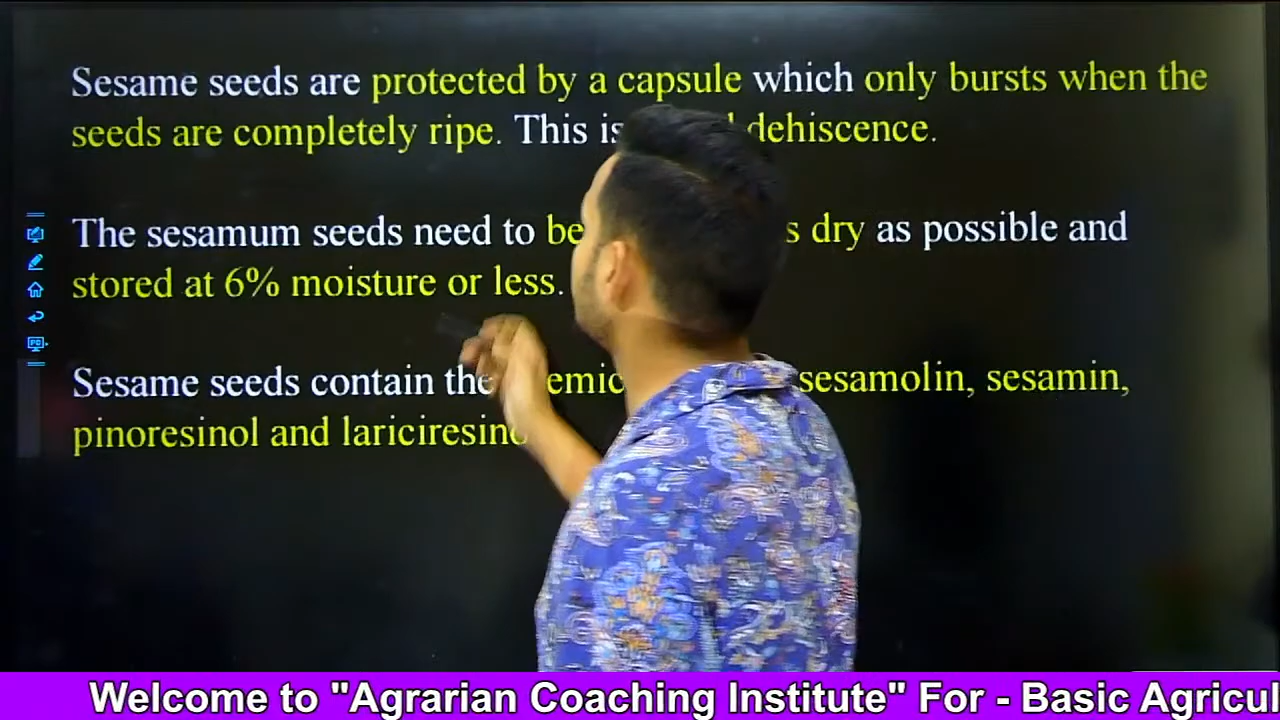 Sesame seeds are protected by a capsule which only bursts when the
seeds are completely ripe. This is dehiscence.
The sesamum seeds need to be dry as possible and
stored at 6% moisture or less.
Sesame seeds contain the sesamolin, sesamin,
pinoresinol and
Welcome to "Agrarian Coaching Institute" For - Basic Agricul